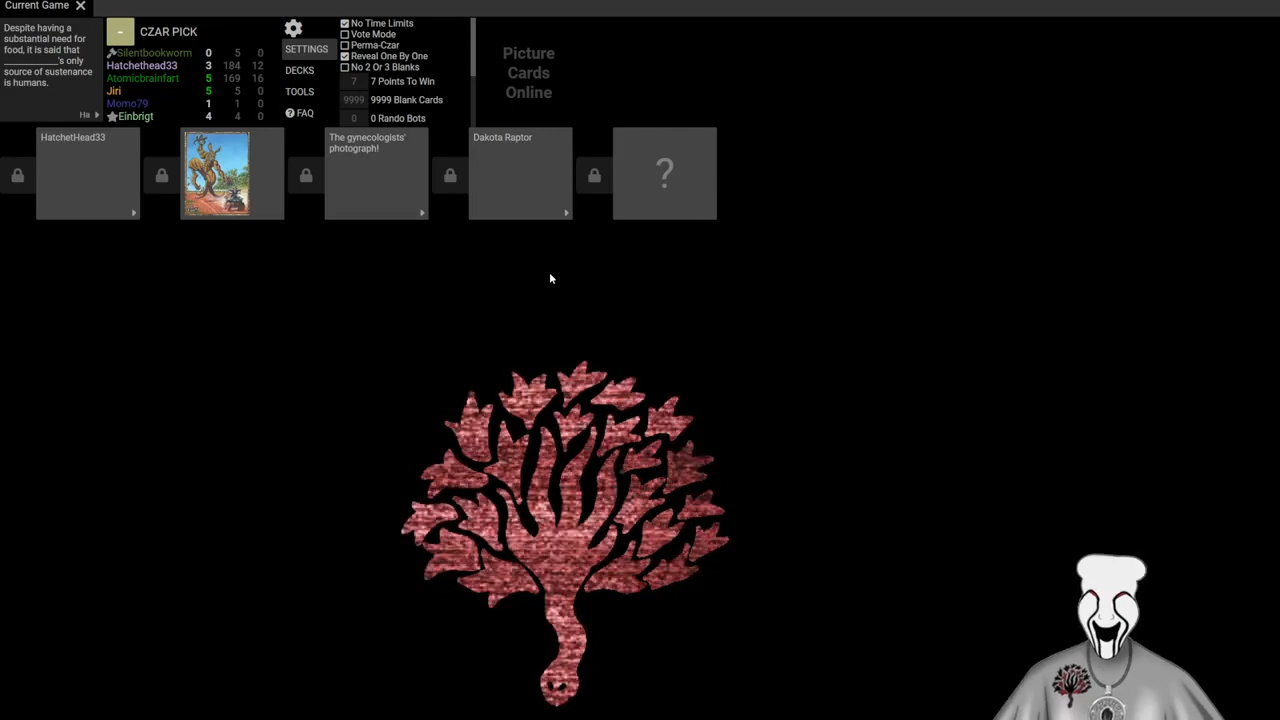 Current Game
Despite having a
substantial need for
food, it is said that
____________'s only
source of sustenance
is humans.
Ha
-
CZAR PICK
Silentbookworm 0 5 0
Hatchethead33 3 184 12
Atomicbrainfart 5 169 16
Jiri 5 5 0
Momo79 1 1 0
Einbrigt 4 4 0
SETTINGS
DECKS
TOOLS
? FAQ
No Time Limits
Vote Mode
Perma-Czar
Reveal One By One
No 2 Or 3 Blanks
7 7 Points To Win
9999 9999 Blank Cards
0 0 Rando Bots
Picture
Cards
Online
HatchetHead33
The gynecologists'
photograph!
Dakota Raptor
?